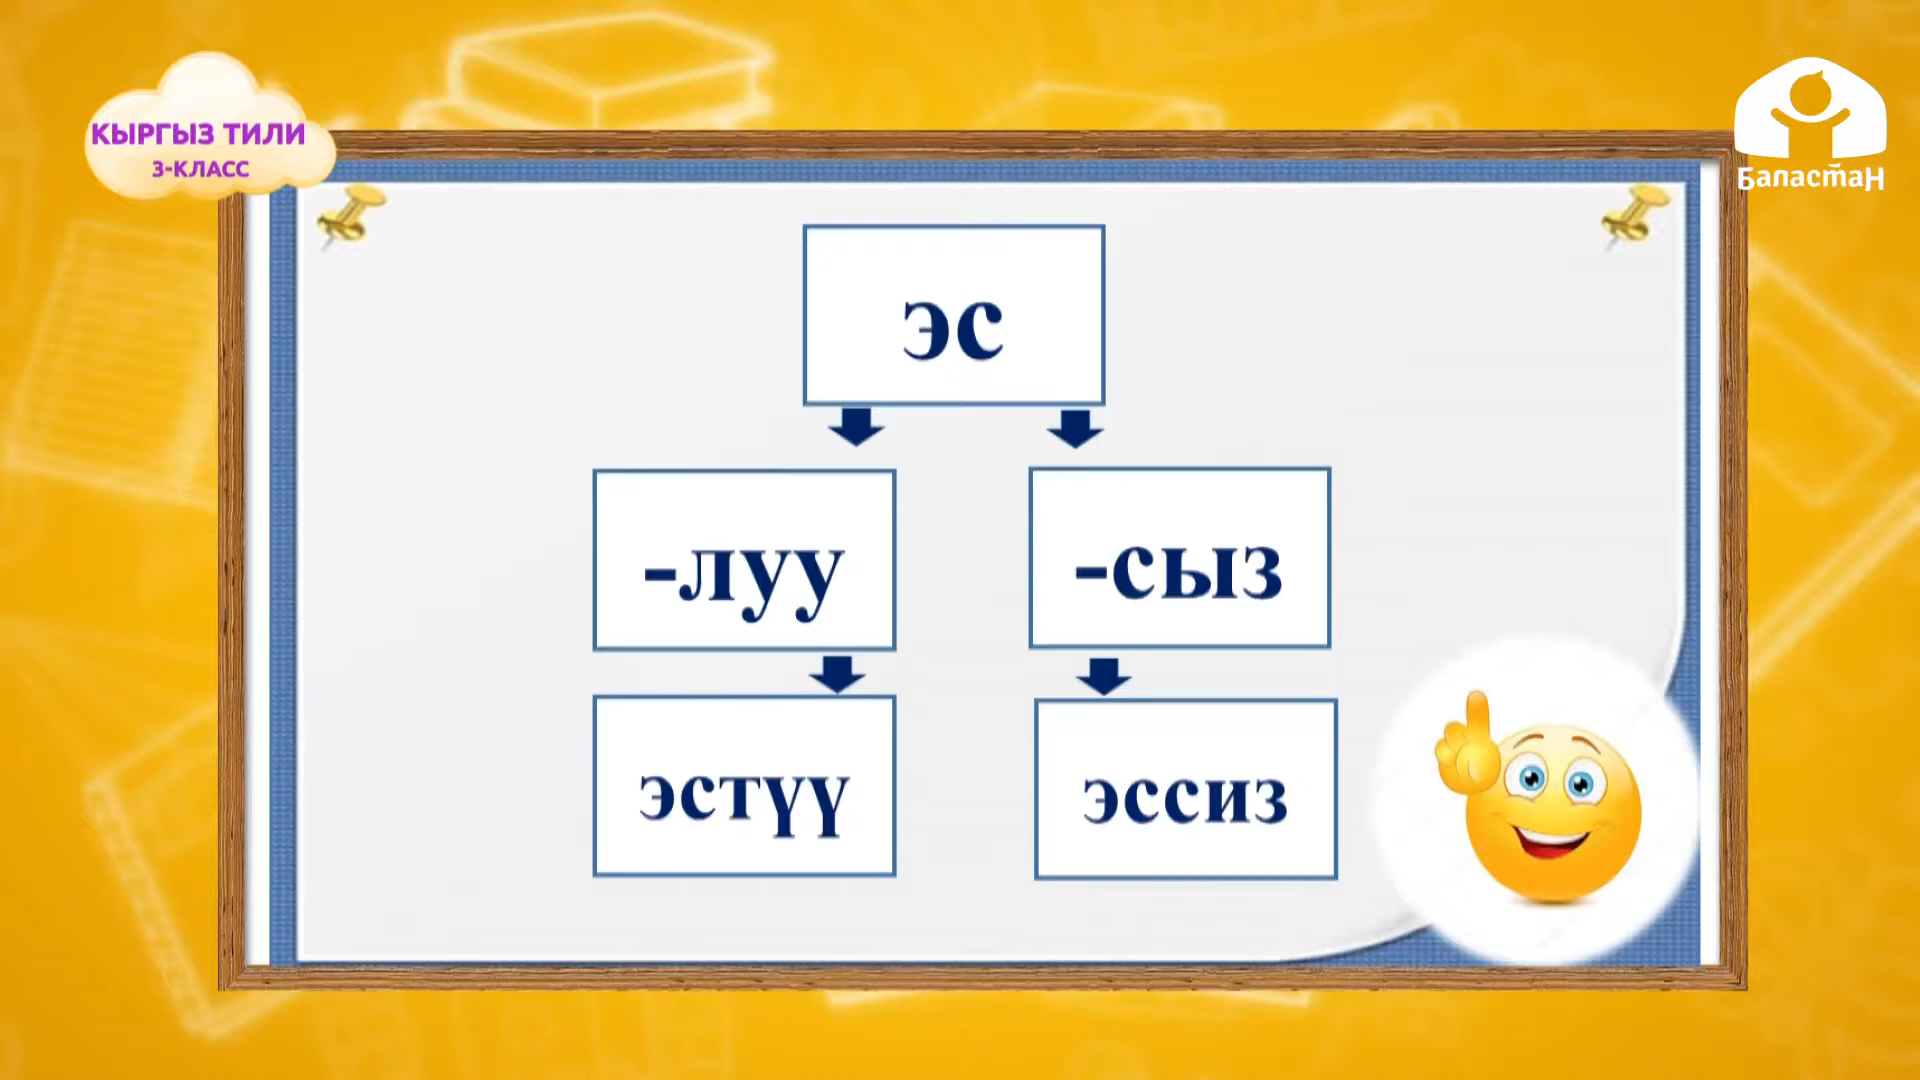 КЫРГЫЗ ТИЛИ
3-КЛАСС
Баластан
эс
-луу
-сыз
эстүү
эссиз